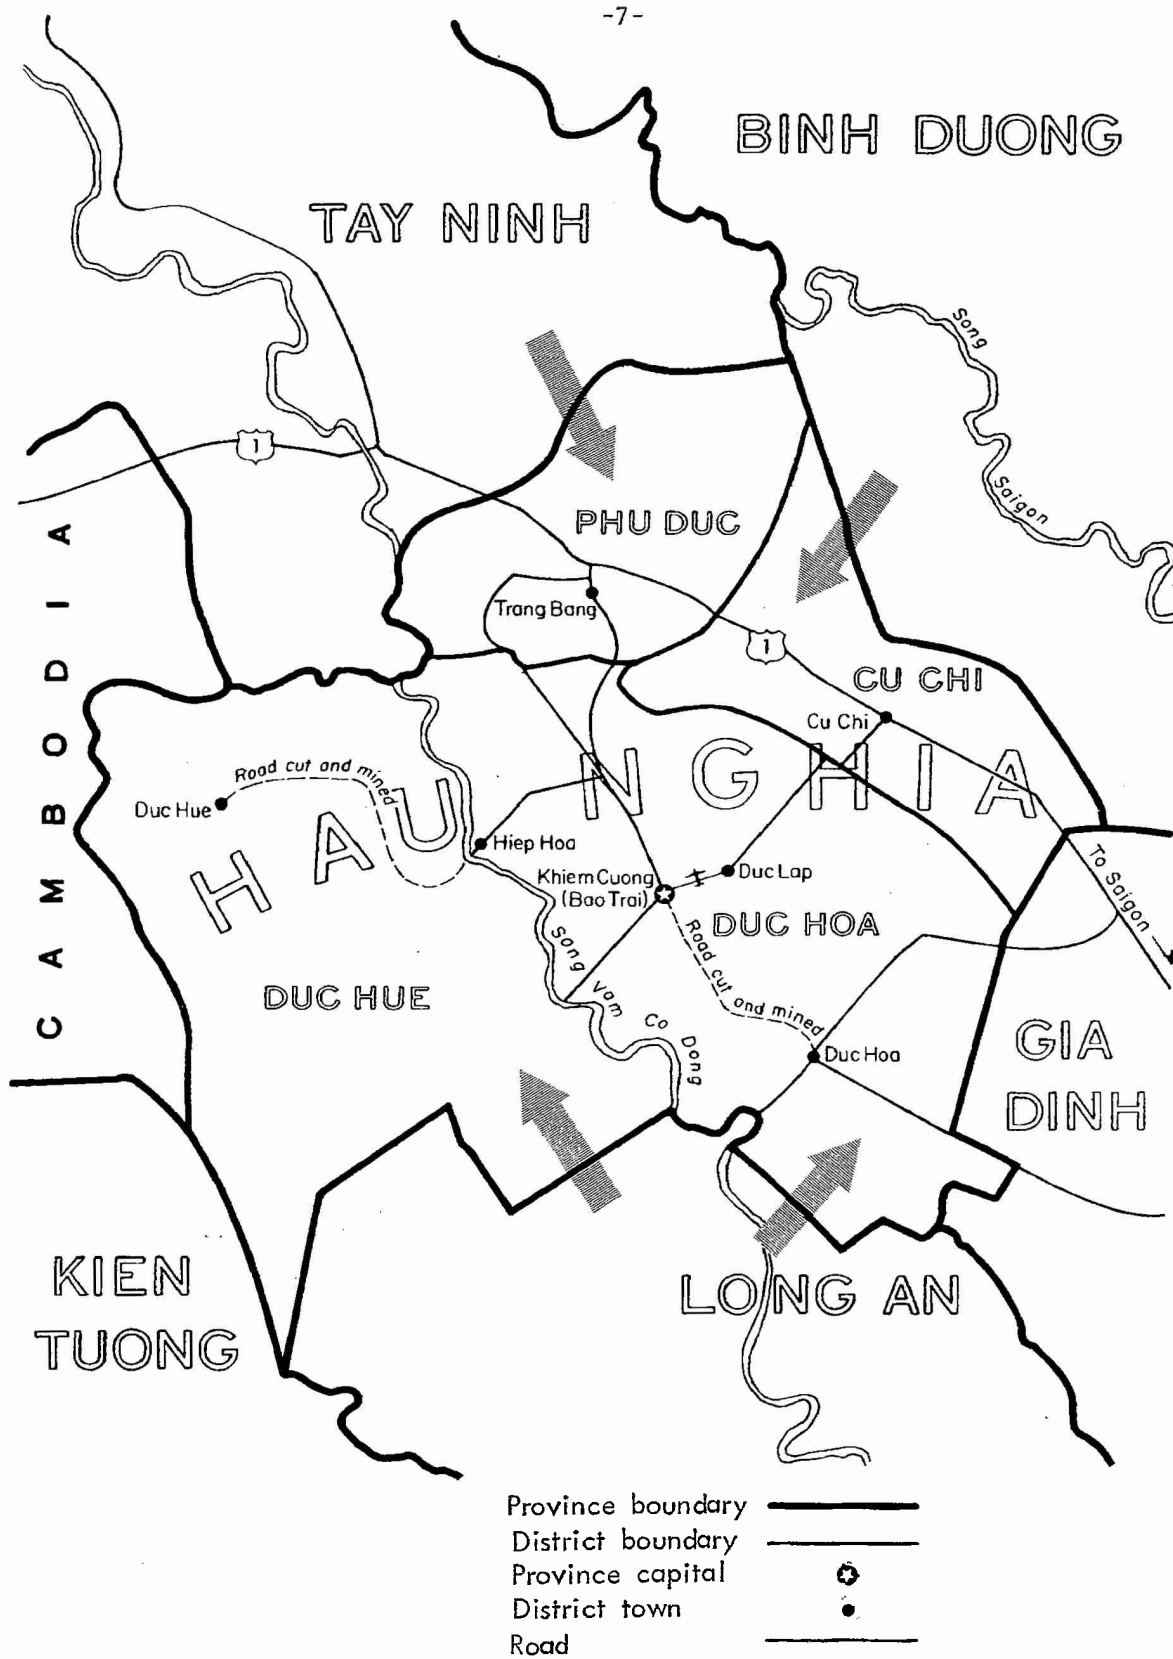 -7-
BINH DUONG
TAY NINH
Song
Saigon
1
PHU DUC
CAMBODIA
Trang Bang
1
CU CHI
Cu Chi
Road cut and mined
Duc Hue
HAU NGHIA
Hiep Hoa
Khiem Cuong
(Bao Trai)
Duc Lap
To Saigon
DUC HOA
Road cut and mined
Song Vam Co Dong
DUC HUE
Duc Hoa
GIA
DINH
KIEN
TUONG
LONG AN
Province boundary
District boundary
Province capital
District town
Road